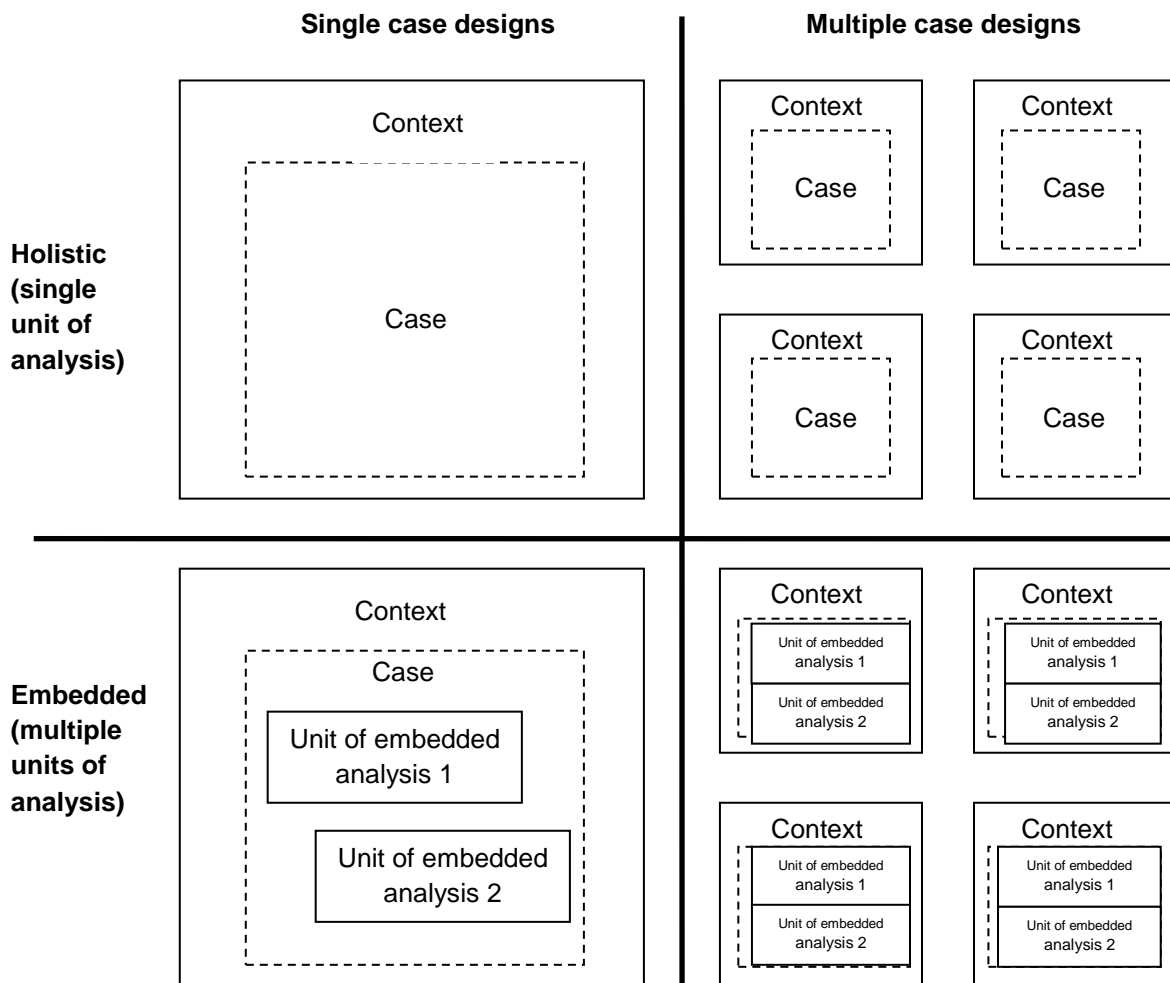 Single case designs
Multiple case designs
Holistic
(single
unit of
analysis)
Context
Case
Context
Case
Context
Case
Context
Case
Context
Case
Embedded
(multiple
units of
analysis)
Context
Case
Unit of embedded
analysis 1
Unit of embedded
analysis 2
Context
Unit of embedded
analysis 1
Unit of embedded
analysis 2
Context
Unit of embedded
analysis 1
Unit of embedded
analysis 2
Context
Unit of embedded
analysis 1
Unit of embedded
analysis 2
Context
Unit of embedded
analysis 1
Unit of embedded
analysis 2